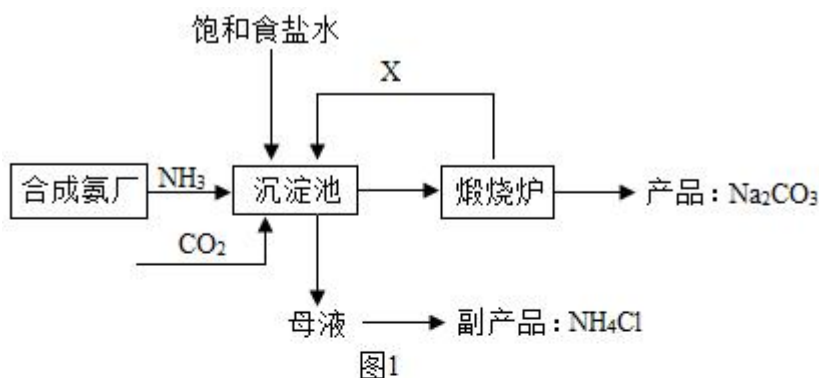 饱和食盐水
X
合成氨厂
NH₃
沉淀池
煅烧炉
产品：Na₂CO₃
CO₂
母液
副产品：NH₄Cl
图1